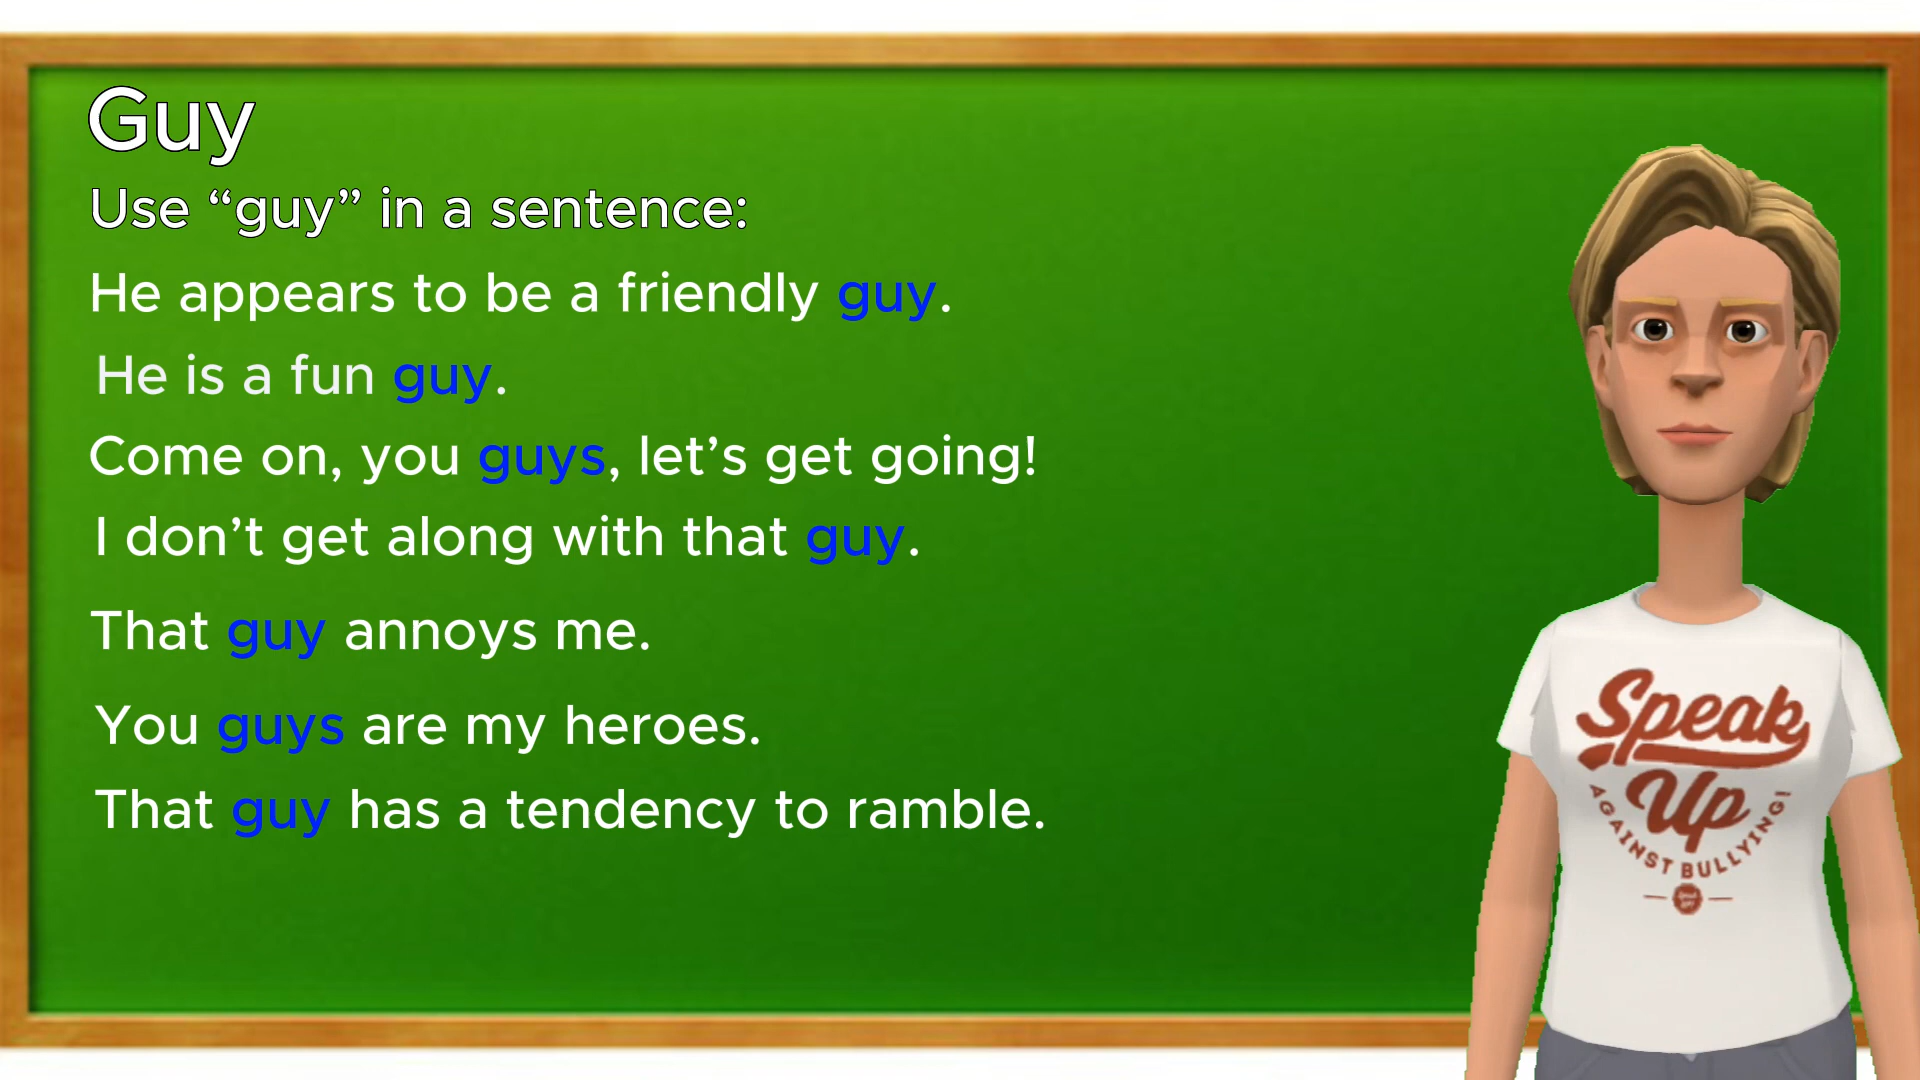 Guy
Use “guy” in a sentence:
He appears to be a friendly guy.
He is a fun guy.
Come on, you guys, let’s get going!
I don’t get along with that guy.
That guy annoys me.
You guys are my heroes.
That guy has a tendency to ramble.
Speak
Up
AGAINST BULLYING!